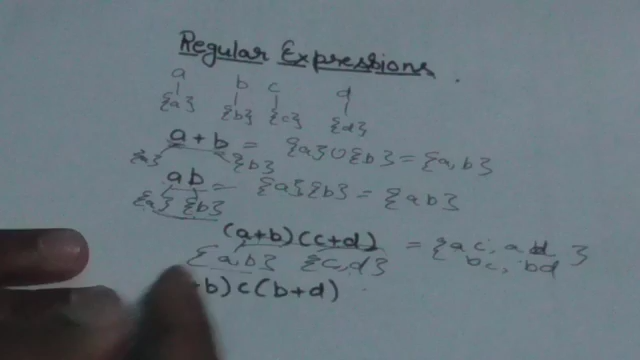 Regular Expressions.
a b c d
{a} {b} {c} {d}
a + b = {a} ∪ {b} = {a, b}
{a} {b}
ab = {a} {b} = {ab}
{a} {b}
(a+b) (c+d) = {ac, ad
{a,b} {c,d} bc, bd }
+b) c (b+d)